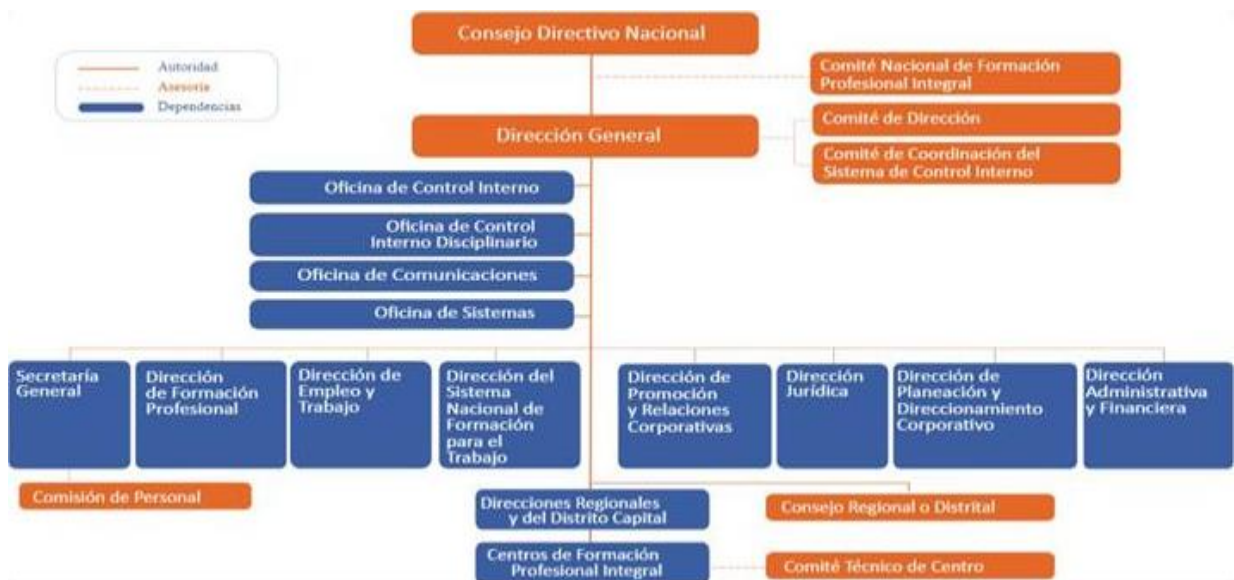 Consejo Directivo Nacional
Autoridad
Asesoría
Dependencias
Comité Nacional de Formación
Profesional Integral
Dirección General
Comité de Dirección
Comité de Coordinación del
Sistema de Control Interno
Oficina de Control Interno
Oficina de Control
Interno Disciplinario
Oficina de Comunicaciones
Oficina de Sistemas
Secretaría
General
Dirección
de Formación
Profesional
Dirección de
Empleo y
Trabajo
Dirección del
Sistema
Nacional de
Formación
para el
Trabajo
Dirección de
Promoción
y Relaciones
Corporativas
Dirección
Jurídica
Dirección de
Planeación y
Direccionamiento
Corporativo
Dirección
Administrativa
y Financiera
Comisión de Personal
Direcciones Regionales
y del Distrito Capital
Consejo Regional o Distrital
Centros de Formación
Profesional Integral
Comité Técnico de Centro